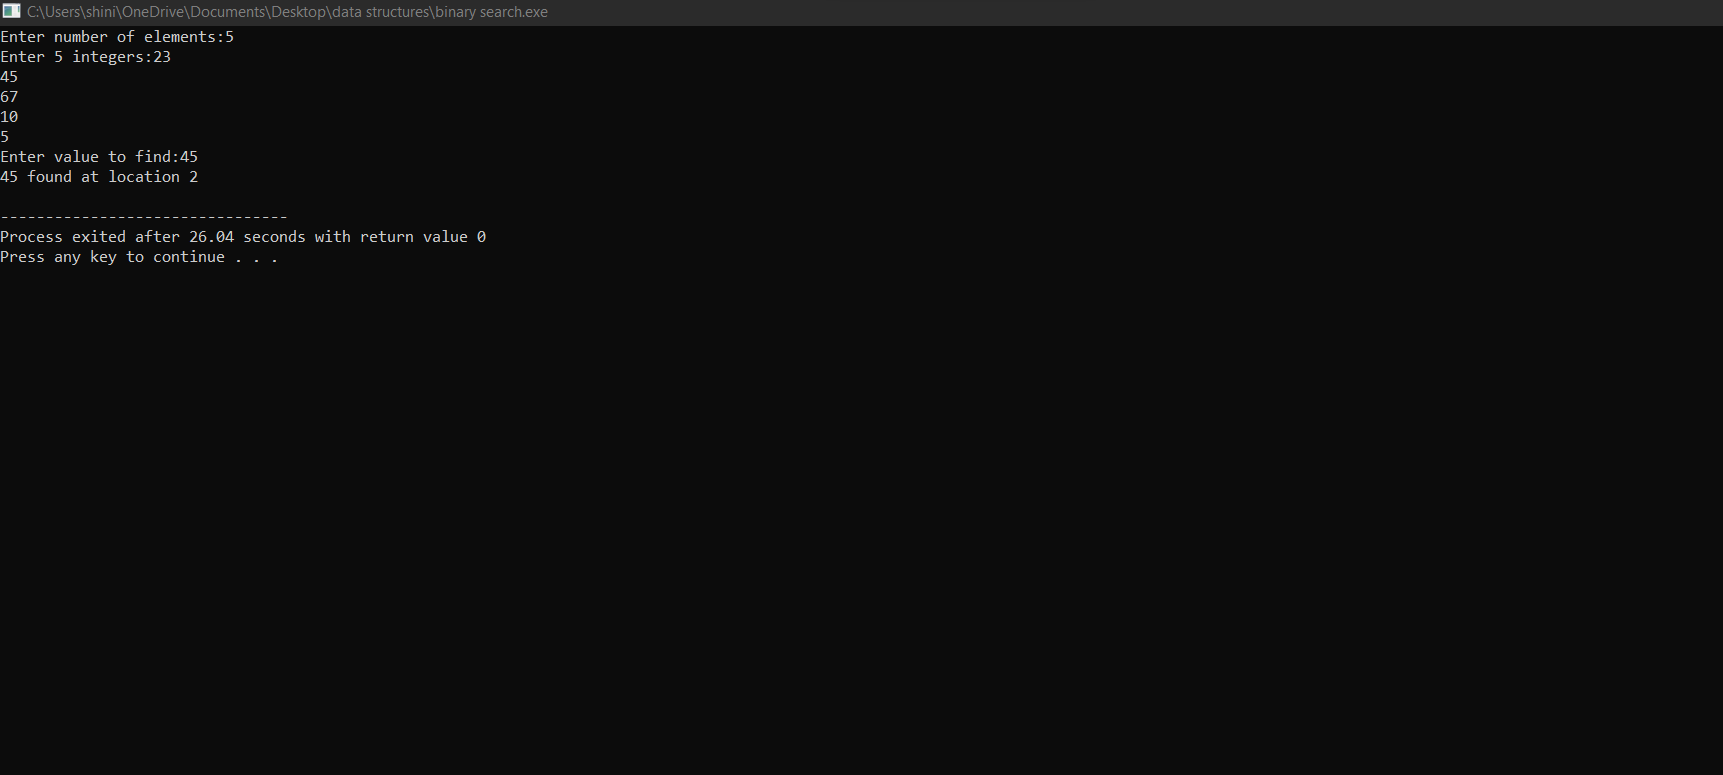 C:\Users\shini\OneDrive\Documents\Desktop\data structures\binary search.exe
Enter number of elements:5
Enter 5 integers:23
45
67
10
5
Enter value to find:45
45 found at location 2
--------------------------------
Process exited after 26.04 seconds with return value 0
Press any key to continue . . .